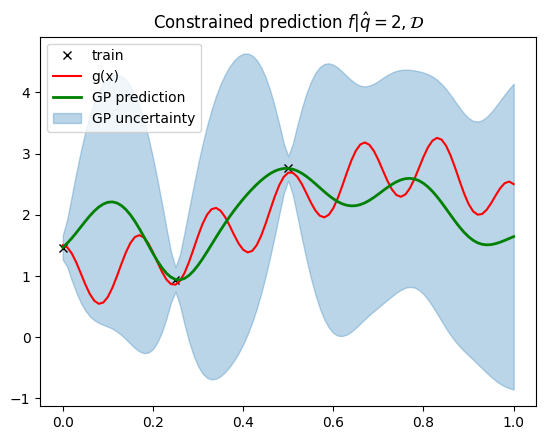 Constrained prediction f|q̂ = 2, 𝒟
train
g(x)
GP prediction
GP uncertainty
4
3
2
1
0
−1
0.0 0.2 0.4 0.6 0.8 1.0